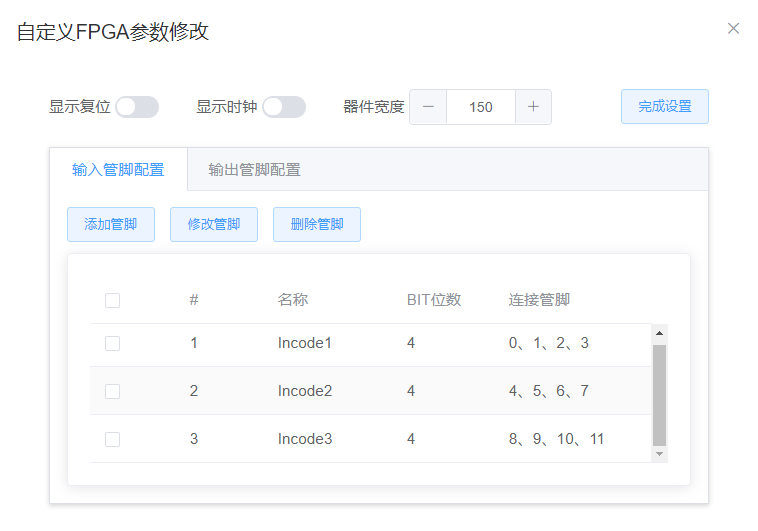 自定义FPGA参数修改
显示复位 显示时钟 器件宽度 150 完成设置
输入管脚配置 输出管脚配置
添加管脚 修改管脚 删除管脚
# 名称 BIT位数 连接管脚
1 Incode1 4 0、1、2、3
2 Incode2 4 4、5、6、7
3 Incode3 4 8、9、10、11